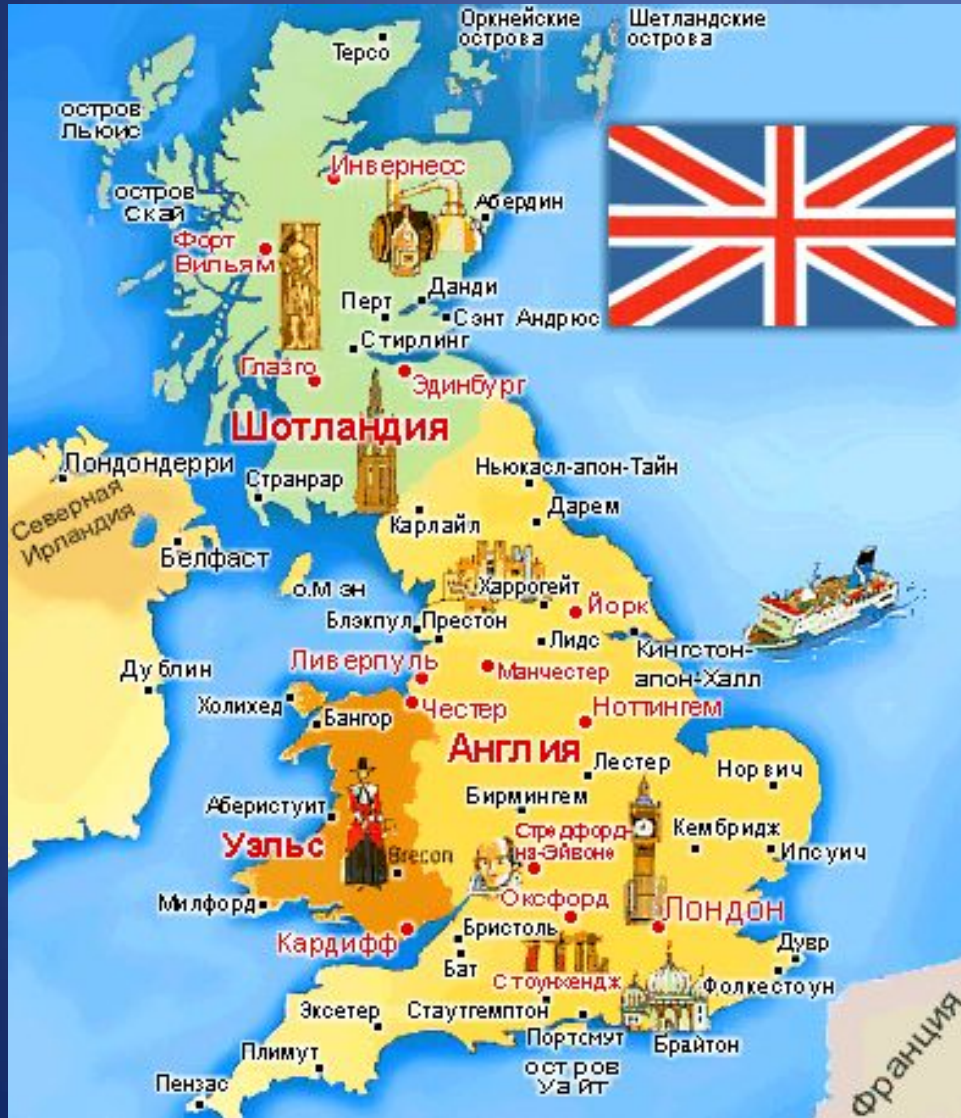 Оркнейские
острова
Шетландские
острова
Терсо
остров
Льюис
Инвернесс
остров
Скай
Абердин
Форт
Вильям
Данди
Перт
Сэнт Андрюс
Стирлинг
Глазго
Эдинбург
Шотландия
Лондондерри
Странрар
Ньюкасл-апон-Тайн
Северная
Ирландия
Карлайл
Дарем
Белфаст
о.Мэн
Харрогейт
Йорк
Блэкпул
Престон
Лидс
Кингстон-
апон-Халл
Ливерпуль
Манчестер
Дублин
Холихед
Честер
Ноттингем
Бангор
Англия
Лестер
Норвич
Аберистуит
Бирмингем
Уэльс
Стредфорд-
на-Эйвоне
Кембридж
Ипсуич
Brecon
Милфорд
Оксфорд
Лондон
Кардифф
Бристоль
Бат
Дувр
Стоунхендж
Фолкестоун
Эксетер
Стаутгемптон
Портсмут
Брайтон
Плимут
остров
Уайт
Пензас
Франция